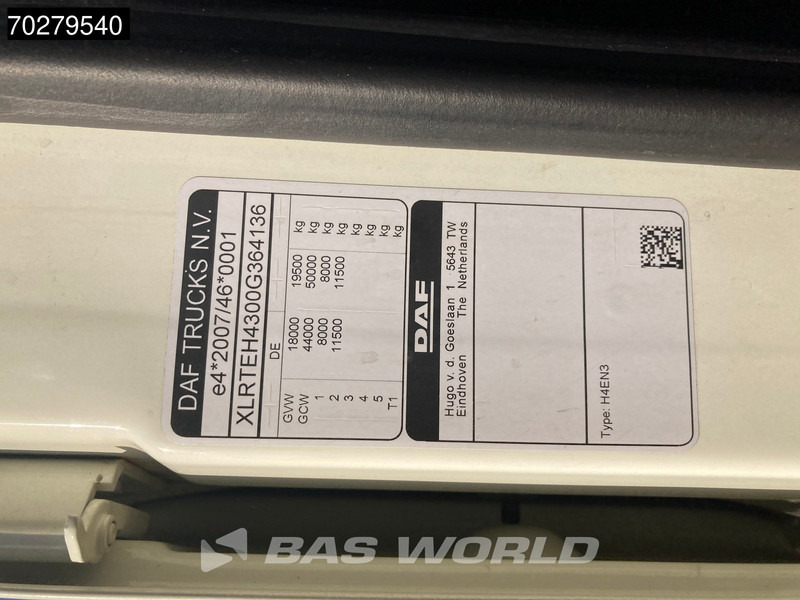 70279540
DAF TRUCKS N.V.
e4*2007/46*0001
XLRTEH4300G364136
DE
GVW 18000 19500 kg
GCW 44000 50000 kg
1 8000 8000 kg
2 11500 11500 kg
3 kg
4 kg
5 kg
T1 kg
DAF
Hugo v. d. Goeslaan 1 5643 TW
Eindhoven The Netherlands
Type: H4EN3
BAS WORLD